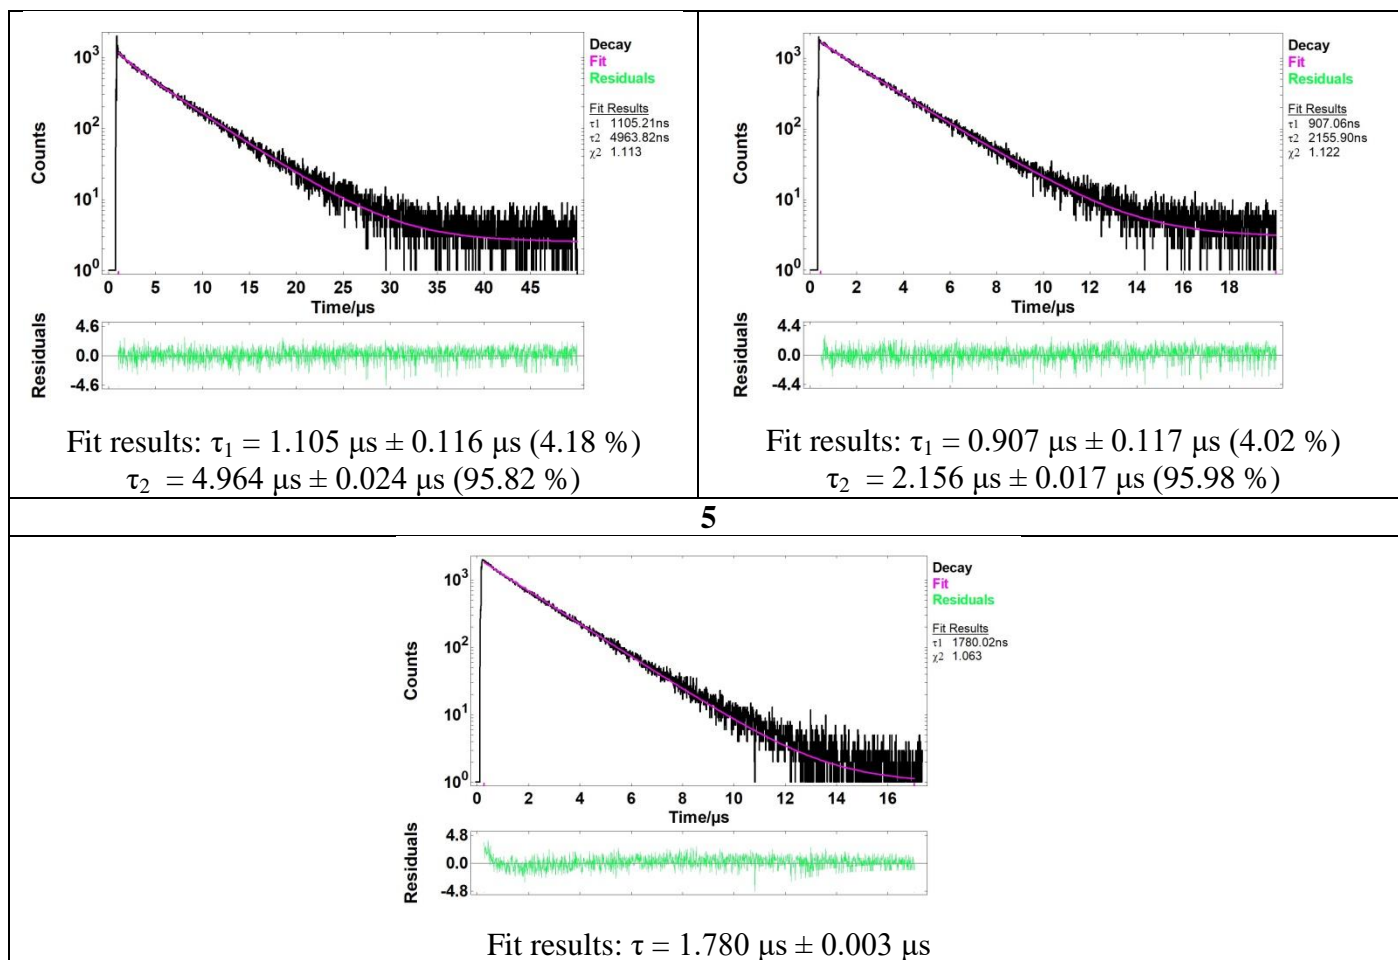 Decay
Fit
Residuals
Fit Results
τ1 1105.21ns
τ2 4963.82ns
χ2 1.113
Counts
10³
10²
10¹
10⁰
0 5 10 15 20 25 30 35 40 45
Time/µs
Residuals
4.6
0.0
-4.6
Fit results: τ₁ = 1.105 µs ± 0.116 µs (4.18 %)
τ₂ = 4.964 µs ± 0.024 µs (95.82 %)
Decay
Fit
Residuals
Fit Results
τ1 907.06ns
τ2 2155.90ns
χ2 1.122
Counts
10³
10²
10¹
10⁰
0 2 4 6 8 10 12 14 16 18
Time/µs
Residuals
4.4
0.0
-4.4
Fit results: τ₁ = 0.907 µs ± 0.117 µs (4.02 %)
τ₂ = 2.156 µs ± 0.017 µs (95.98 %)
5
Decay
Fit
Residuals
Fit Results
τ1 1780.02ns
χ2 1.063
Counts
10³
10²
10¹
10⁰
0 2 4 6 8 10 12 14 16
Time/µs
Residuals
4.8
0.0
-4.8
Fit results: τ = 1.780 µs ± 0.003 µs